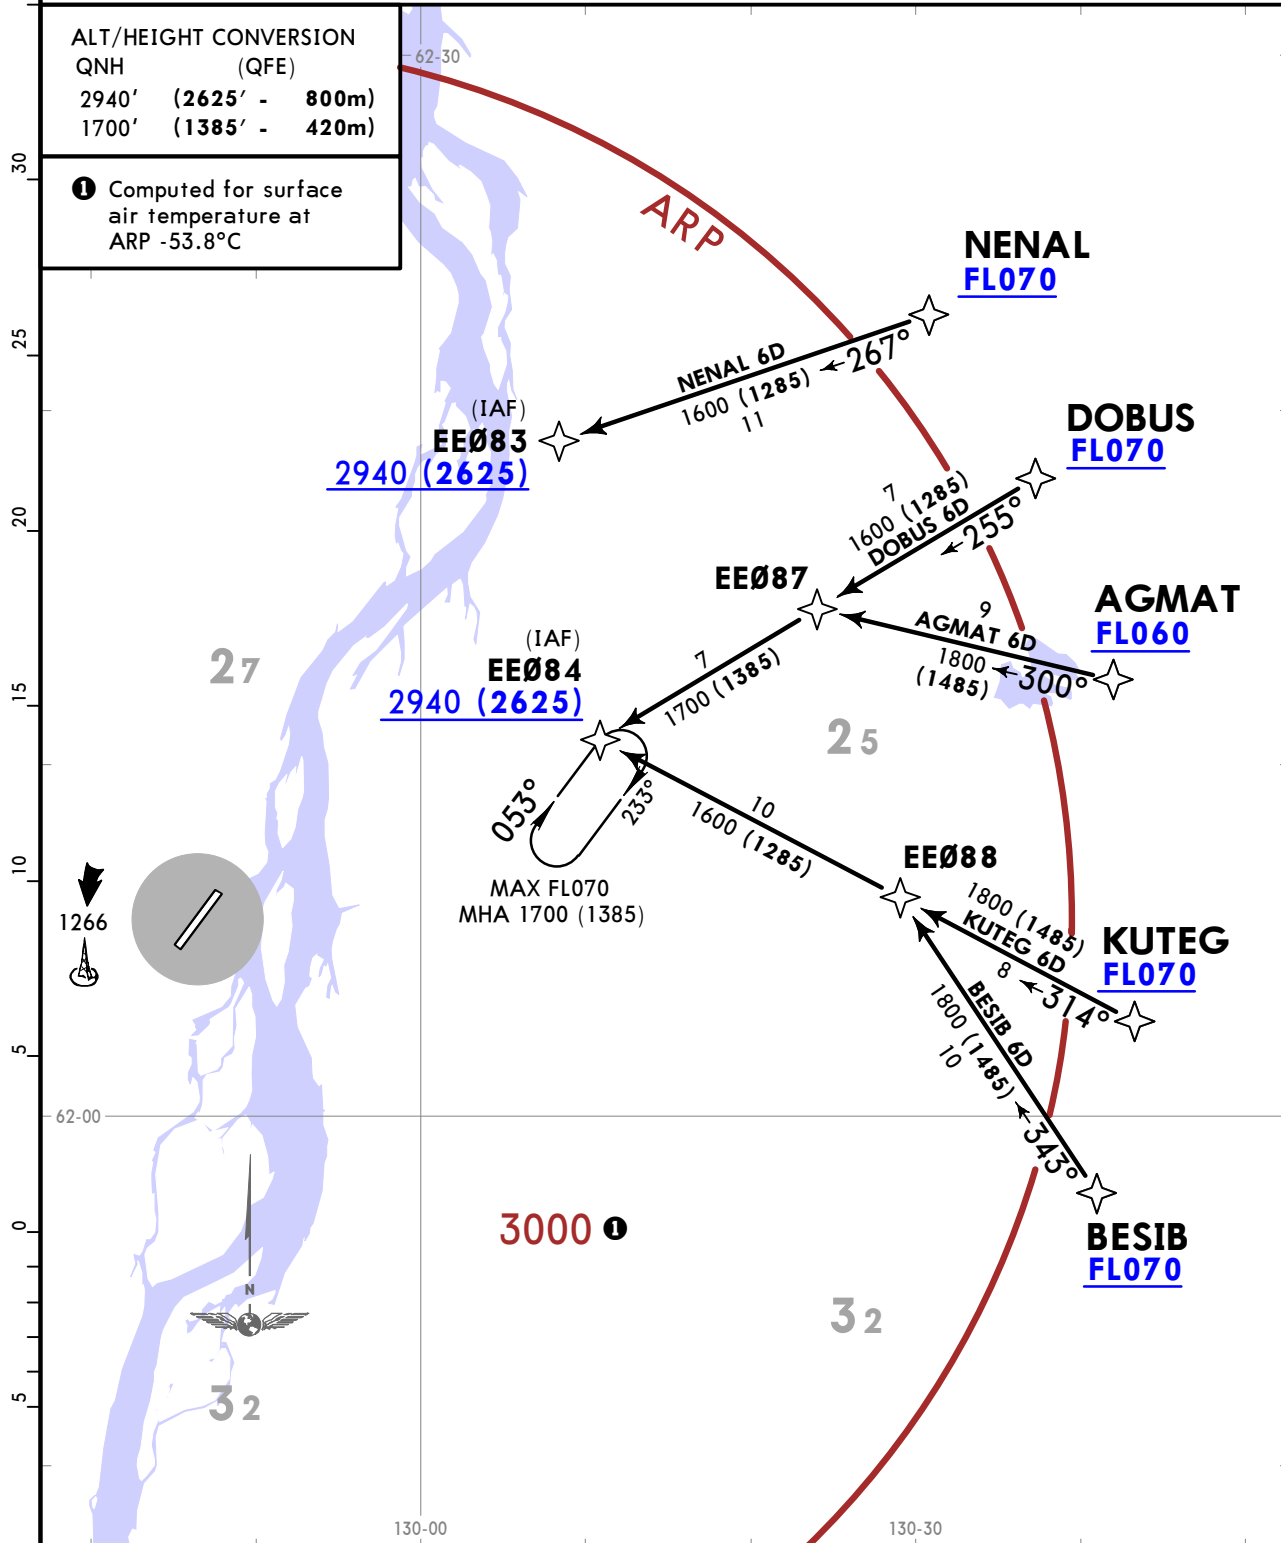 ALT/HEIGHT CONVERSION
QNH (QFE)
2940' (2625' - 800m)
1700' (1385' - 420m)
❶ Computed for surface
air temperature at
ARP -53.8°C
62-30
ARP
NENAL
FL070
NENAL 6D
267°
1600 (1285)
11
(IAF)
EEØ83
2940 (2625)
DOBUS
FL070
7
1600 (1285)
DOBUS 6D
255°
EEØ87
AGMAT
FL060
9
AGMAT 6D
1800
(1485)
300°
(IAF)
EEØ84
2940 (2625)
7
1700 (1385)
27
25
053°
233°
MAX FL070
MHA 1700 (1385)
10
1600 (1285)
EEØ88
1800 (1485)
KUTEG 6D
8
314°
KUTEG
FL070
BESIB 6D
1800 (1485)
10
343°
BESIB
FL070
1266
62-00
3000 ❶
N
32
32
130-00
130-30
30
25
20
15
10
5
0
5